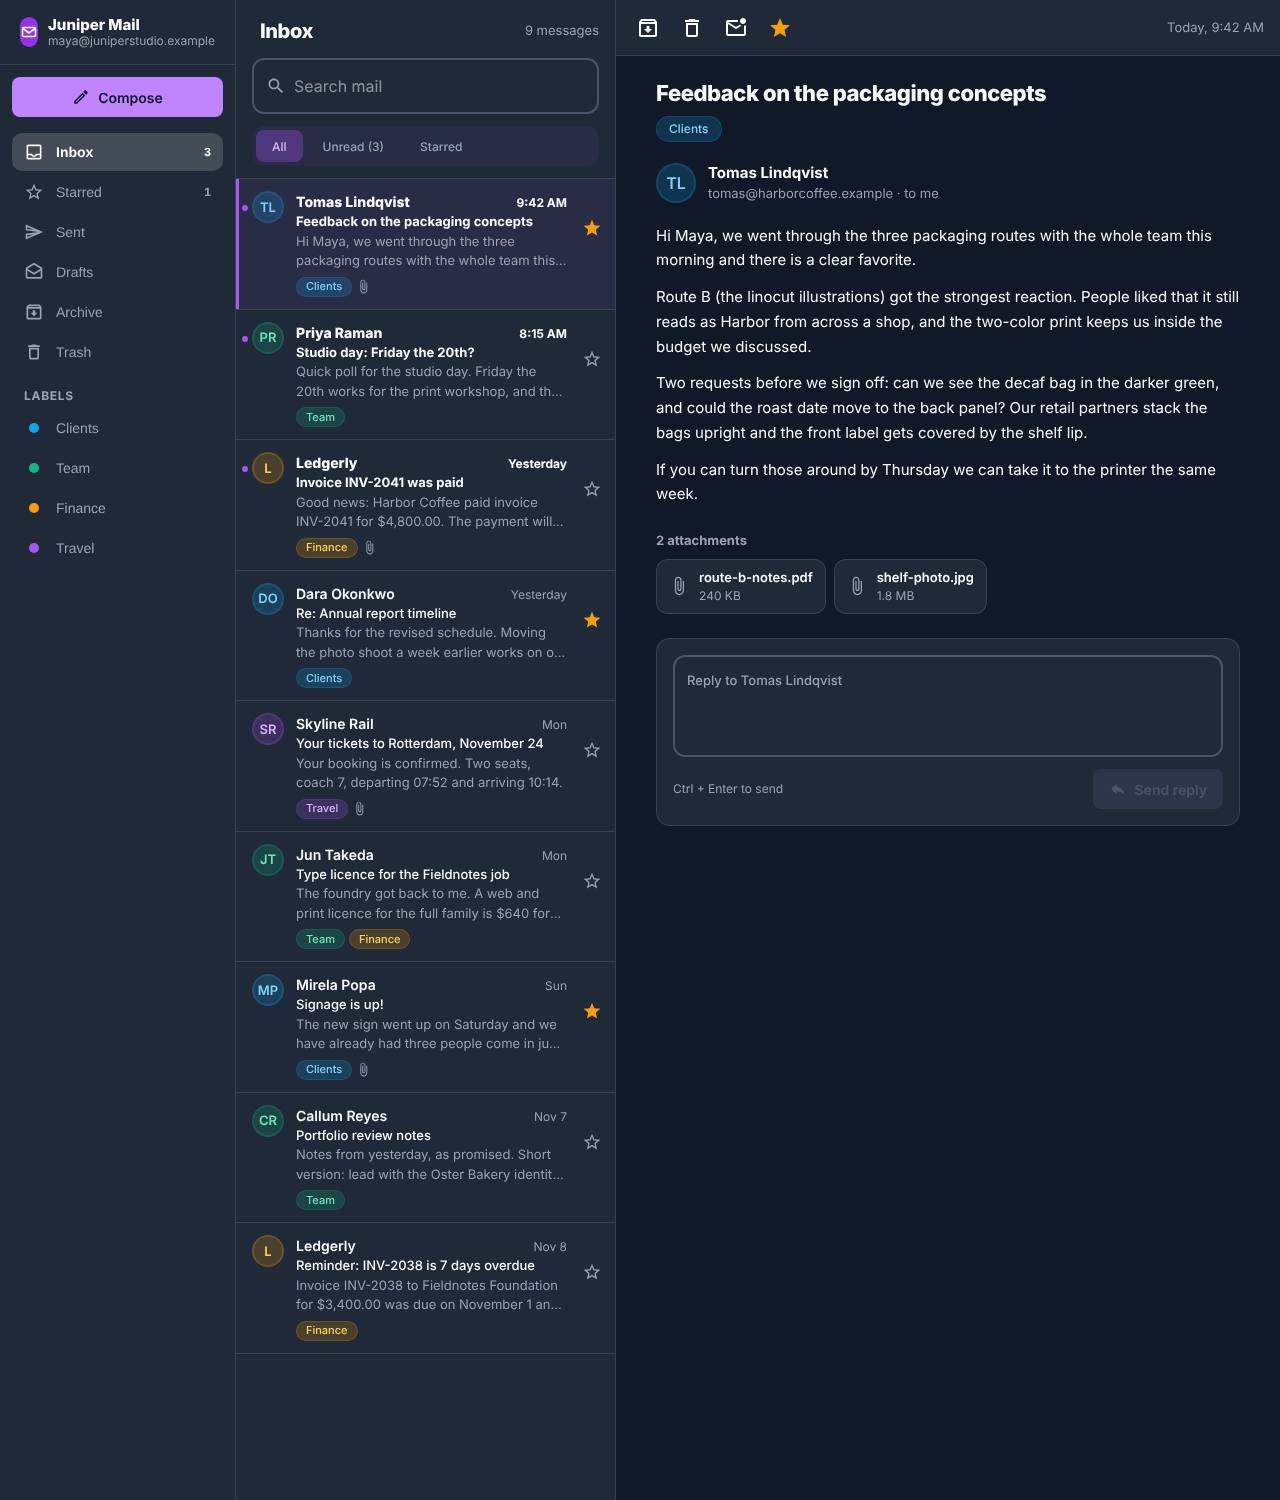 Juniper Mail
maya@juniperstudio.example
Compose
Inbox 3
Starred 1
Sent
Drafts
Archive
Trash
LABELS
Clients
Team
Finance
Travel
Inbox 9 messages
Search mail
All Unread (3) Starred
TL Tomas Lindqvist 9:42 AM
Feedback on the packaging concepts
Hi Maya, we went through the three
packaging routes with the whole team this...
Clients
PR Priya Raman 8:15 AM
Studio day: Friday the 20th?
Quick poll for the studio day. Friday the
20th works for the print workshop, and th...
Team
L Ledgerly Yesterday
Invoice INV-2041 was paid
Good news: Harbor Coffee paid invoice
INV-2041 for $4,800.00. The payment will...
Finance
DO Dara Okonkwo Yesterday
Re: Annual report timeline
Thanks for the revised schedule. Moving
the photo shoot a week earlier works on o...
Clients
SR Skyline Rail Mon
Your tickets to Rotterdam, November 24
Your booking is confirmed. Two seats,
coach 7, departing 07:52 and arriving 10:14.
Travel
JT Jun Takeda Mon
Type licence for the Fieldnotes job
The foundry got back to me. A web and
print licence for the full family is $640 for...
Team Finance
MP Mirela Popa Sun
Signage is up!
The new sign went up on Saturday and we
have already had three people come in ju...
Clients
CR Callum Reyes Nov 7
Portfolio review notes
Notes from yesterday, as promised. Short
version: lead with the Oster Bakery identit...
Team
L Ledgerly Nov 8
Reminder: INV-2038 is 7 days overdue
Invoice INV-2038 to Fieldnotes Foundation
for $3,400.00 was due on November 1 an...
Finance
Today, 9:42 AM
Feedback on the packaging concepts
Clients
TL Tomas Lindqvist
tomas@harborcoffee.example · to me
Hi Maya, we went through the three packaging routes with the whole team this
morning and there is a clear favorite.
Route B (the linocut illustrations) got the strongest reaction. People liked that it still
reads as Harbor from across a shop, and the two-color print keeps us inside the
budget we discussed.
Two requests before we sign off: can we see the decaf bag in the darker green,
and could the roast date move to the back panel? Our retail partners stack the
bags upright and the front label gets covered by the shelf lip.
If you can turn those around by Thursday we can take it to the printer the same
week.
2 attachments
route-b-notes.pdf
240 KB
shelf-photo.jpg
1.8 MB
Reply to Tomas Lindqvist
Ctrl + Enter to send
Send reply